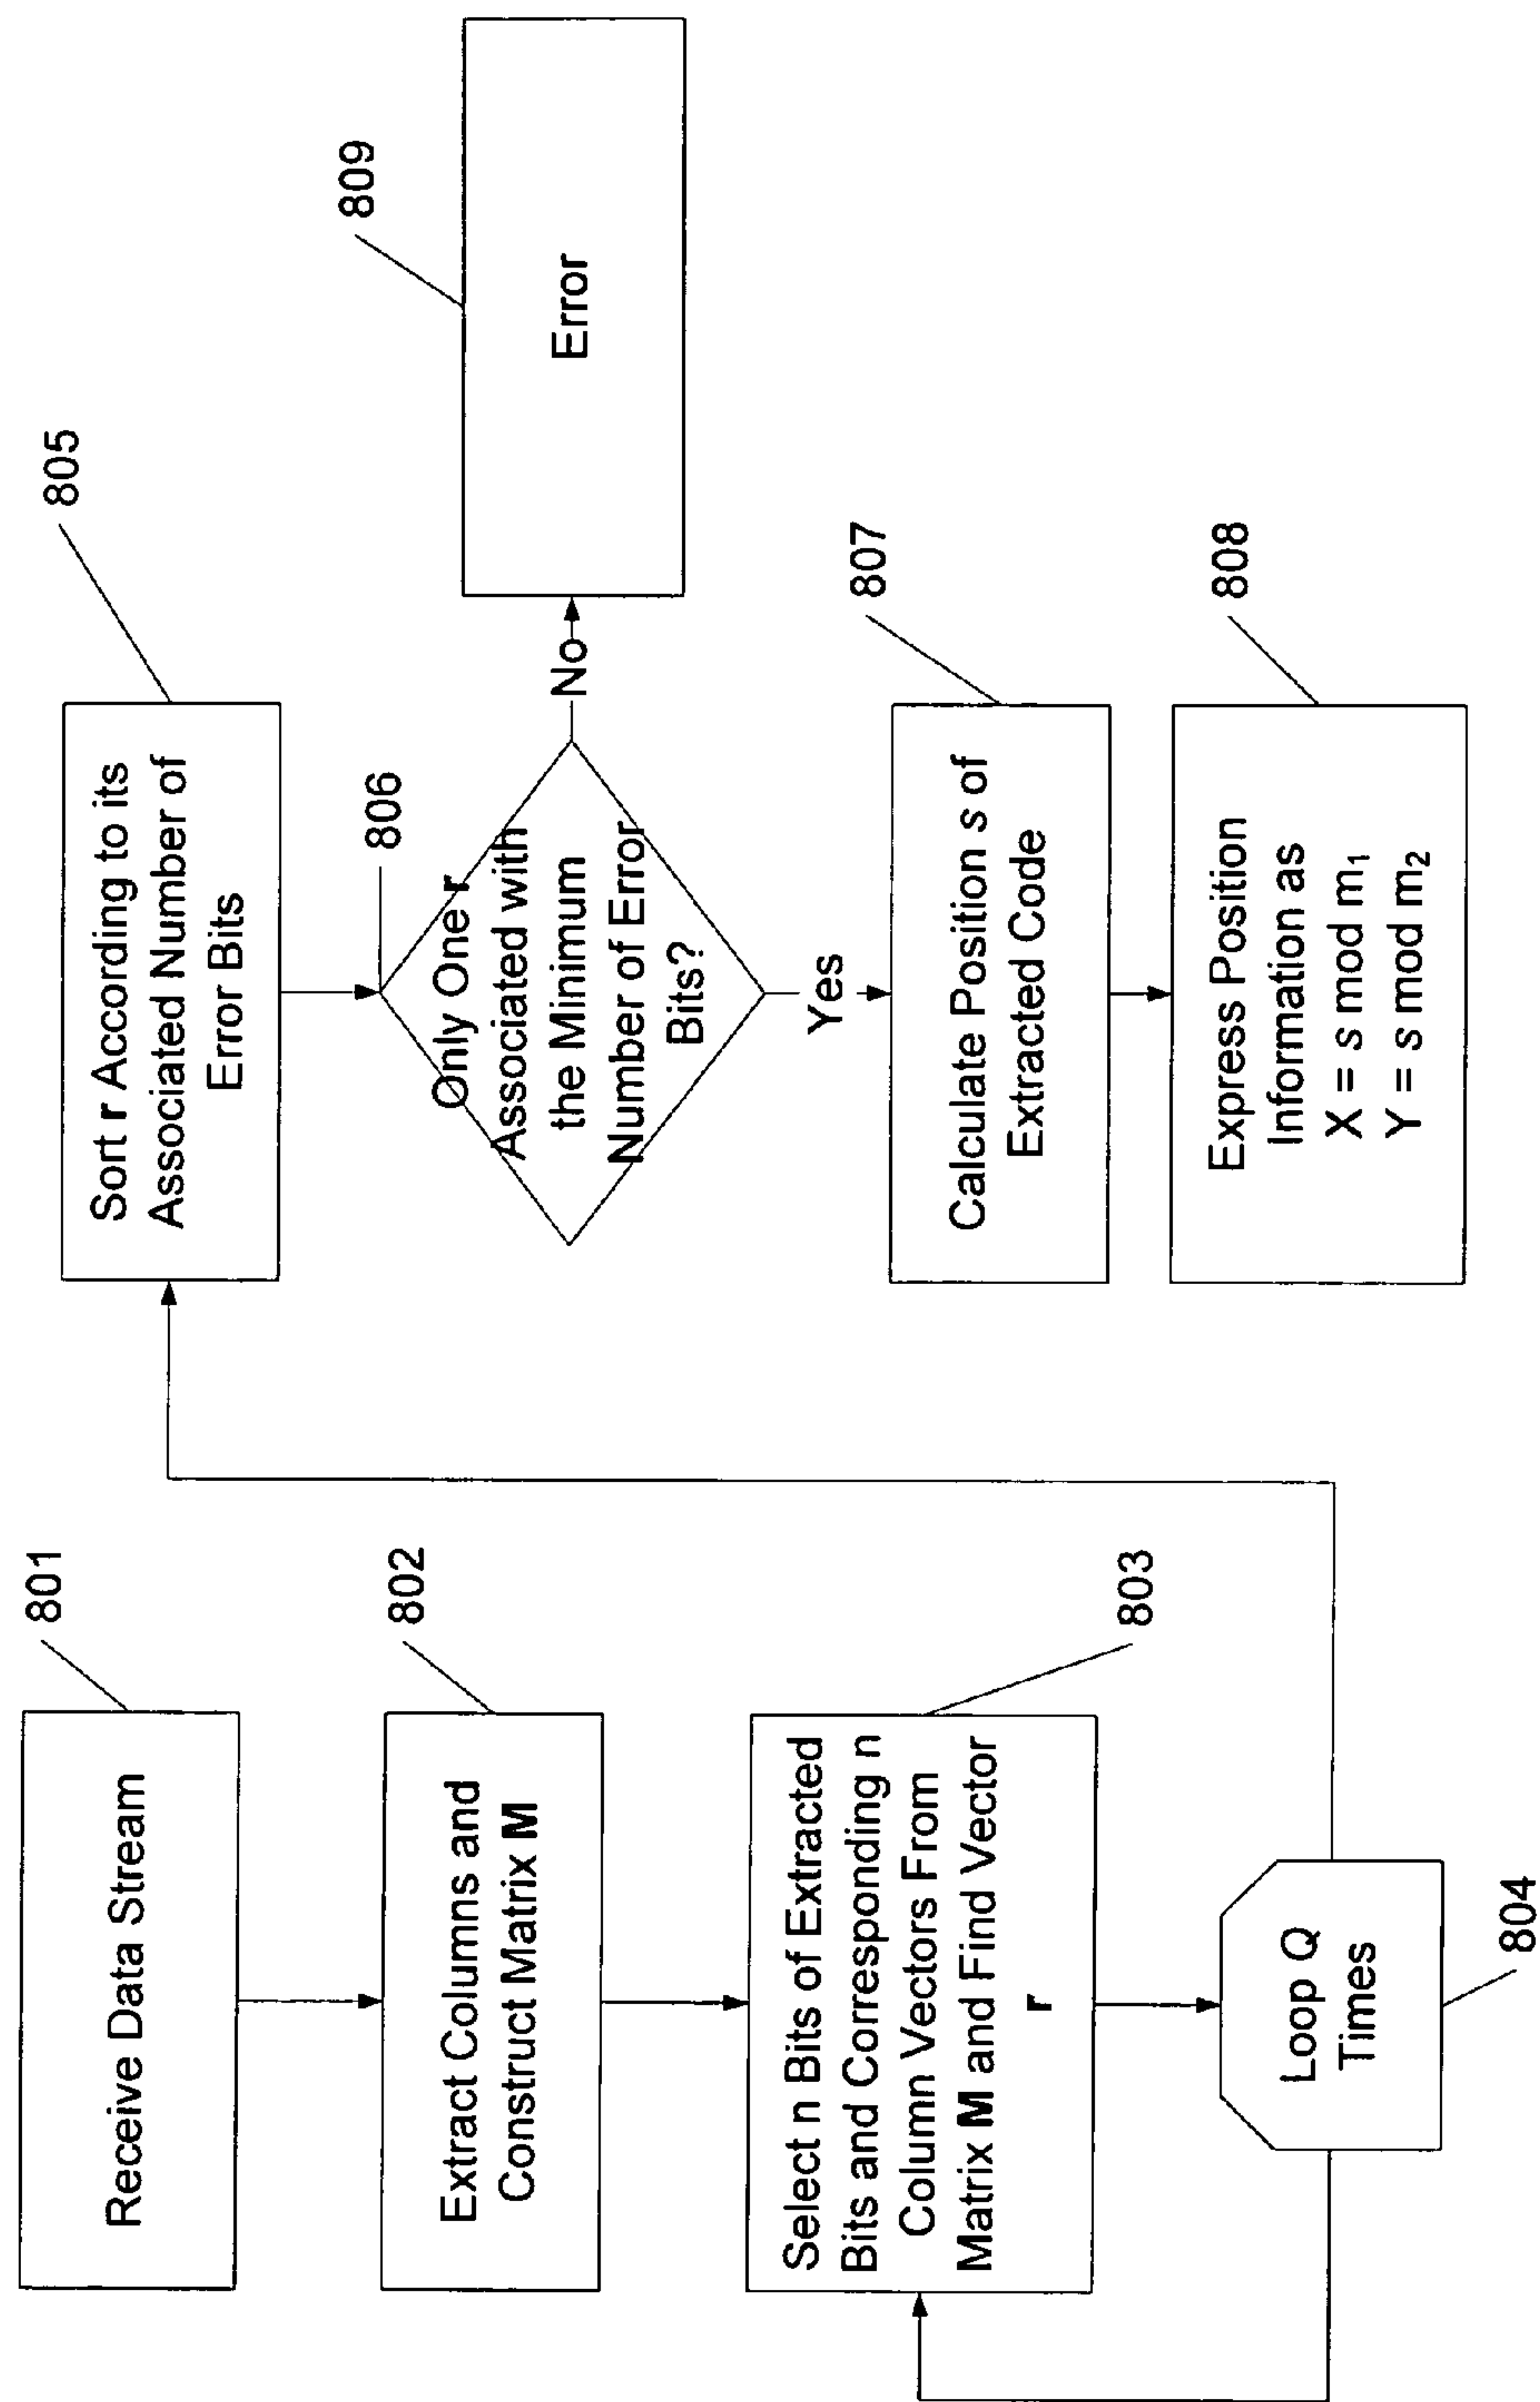 801
Receive Data Stream
802
Extract Columns and
Construct Matrix M
803
Select n Bits of Extracted
Bits and Corresponding n
Column Vectors From
Matrix M and Find Vector
r
Loop Q
Times
804
805
Sort r According to its
Associated Number of
Error Bits
806
Only One r
Associated with
the Minimum
Number of Error
Bits?
No
809
Error
Yes
807
Calculate Position s of
Extracted Code
808
Express Position
Information as
X = s mod m₁
Y = s mod m₂